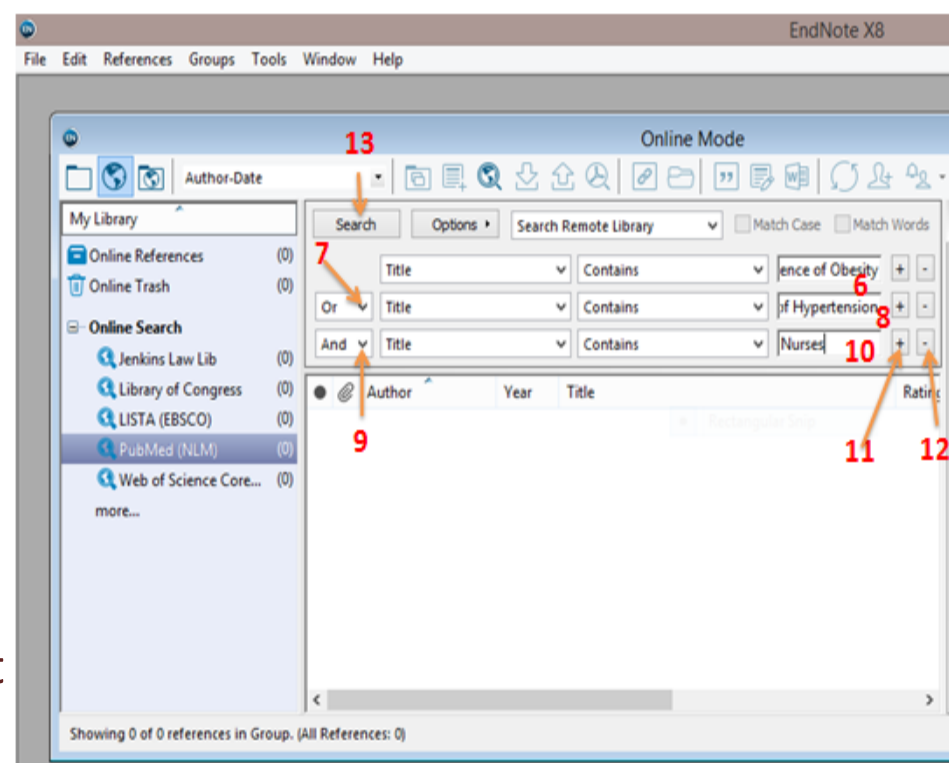 EndNote X8
File Edit References Groups Tools Window Help
13 Online Mode
Author-Date
My Library
Search Options Search Remote Library Match Case Match Words
Online References (0)
7 Title Contains ence of Obesity + -
6
Online Trash (0)
Or Title Contains of Hypertension + -
8
Online Search
And Title Contains Nurses + -
10
Jenkins Law Lib (0)
Library of Congress (0)
Author Year Title Rating
LISTA (EBSCO) (0)
Rectangular Snip
PubMed (NLM) (0)
9 11 12
Web of Science Core... (0)
more...
t
Showing 0 of 0 references in Group. (All References: 0)